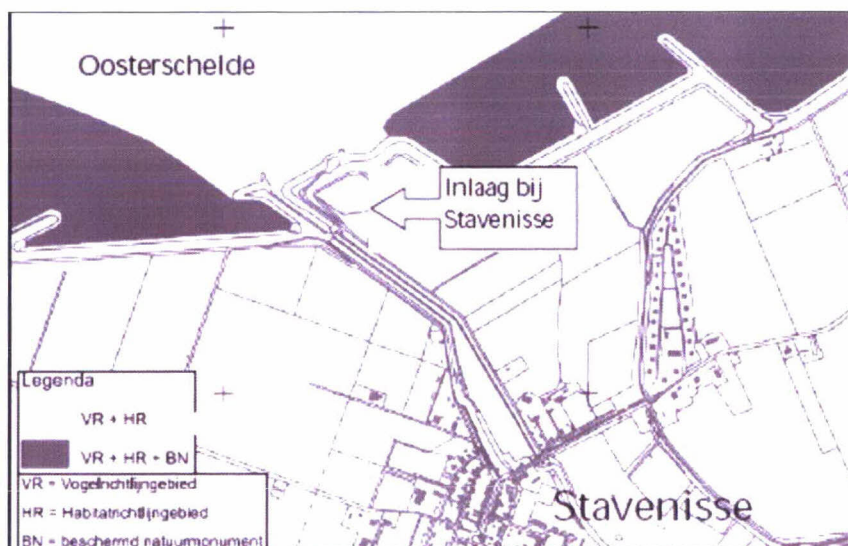 Oosterschelde
Inlaag bij
Stavenisse
Legenda
VR + HR
VR + HR + BN
VR = Vogelrichtlijngebied
HR = Habitatrichtlijngebied
BN = beschermd natuurmonument
Stavenisse